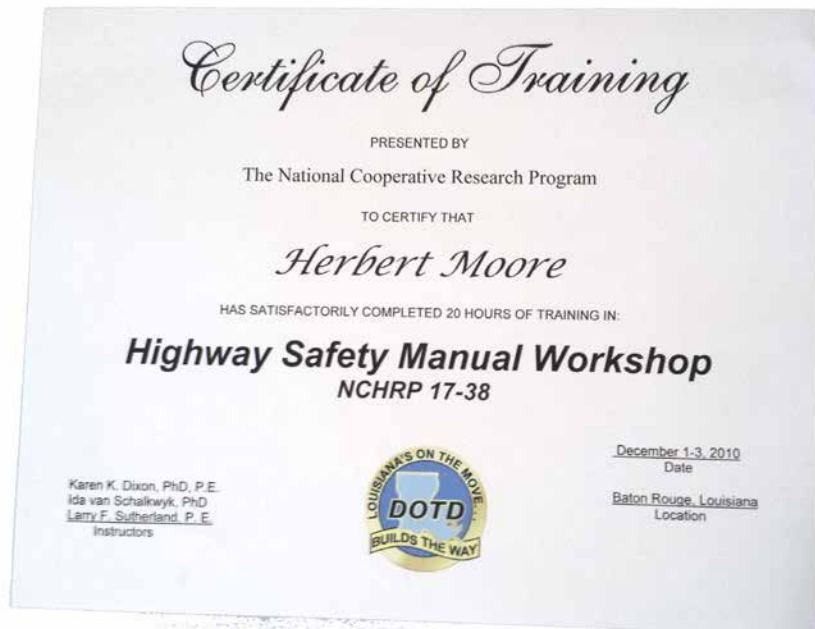 Certificate of Training
PRESENTED BY
The National Cooperative Research Program
TO CERTIFY THAT
Herbert Moore
HAS SATISFACTORILY COMPLETED 20 HOURS OF TRAINING IN:
Highway Safety Manual Workshop
NCHRP 17-38
Karen K. Dixon, PhD, P.E.
Ida van Schalkwyk, PhD
Larry F. Sutherland, P. E.
Instructors
LOUISIANA'S ON THE MOVE...
DOTD
BUILDS THE WAY
December 1-3, 2010
Date
Baton Rouge, Louisiana
Location